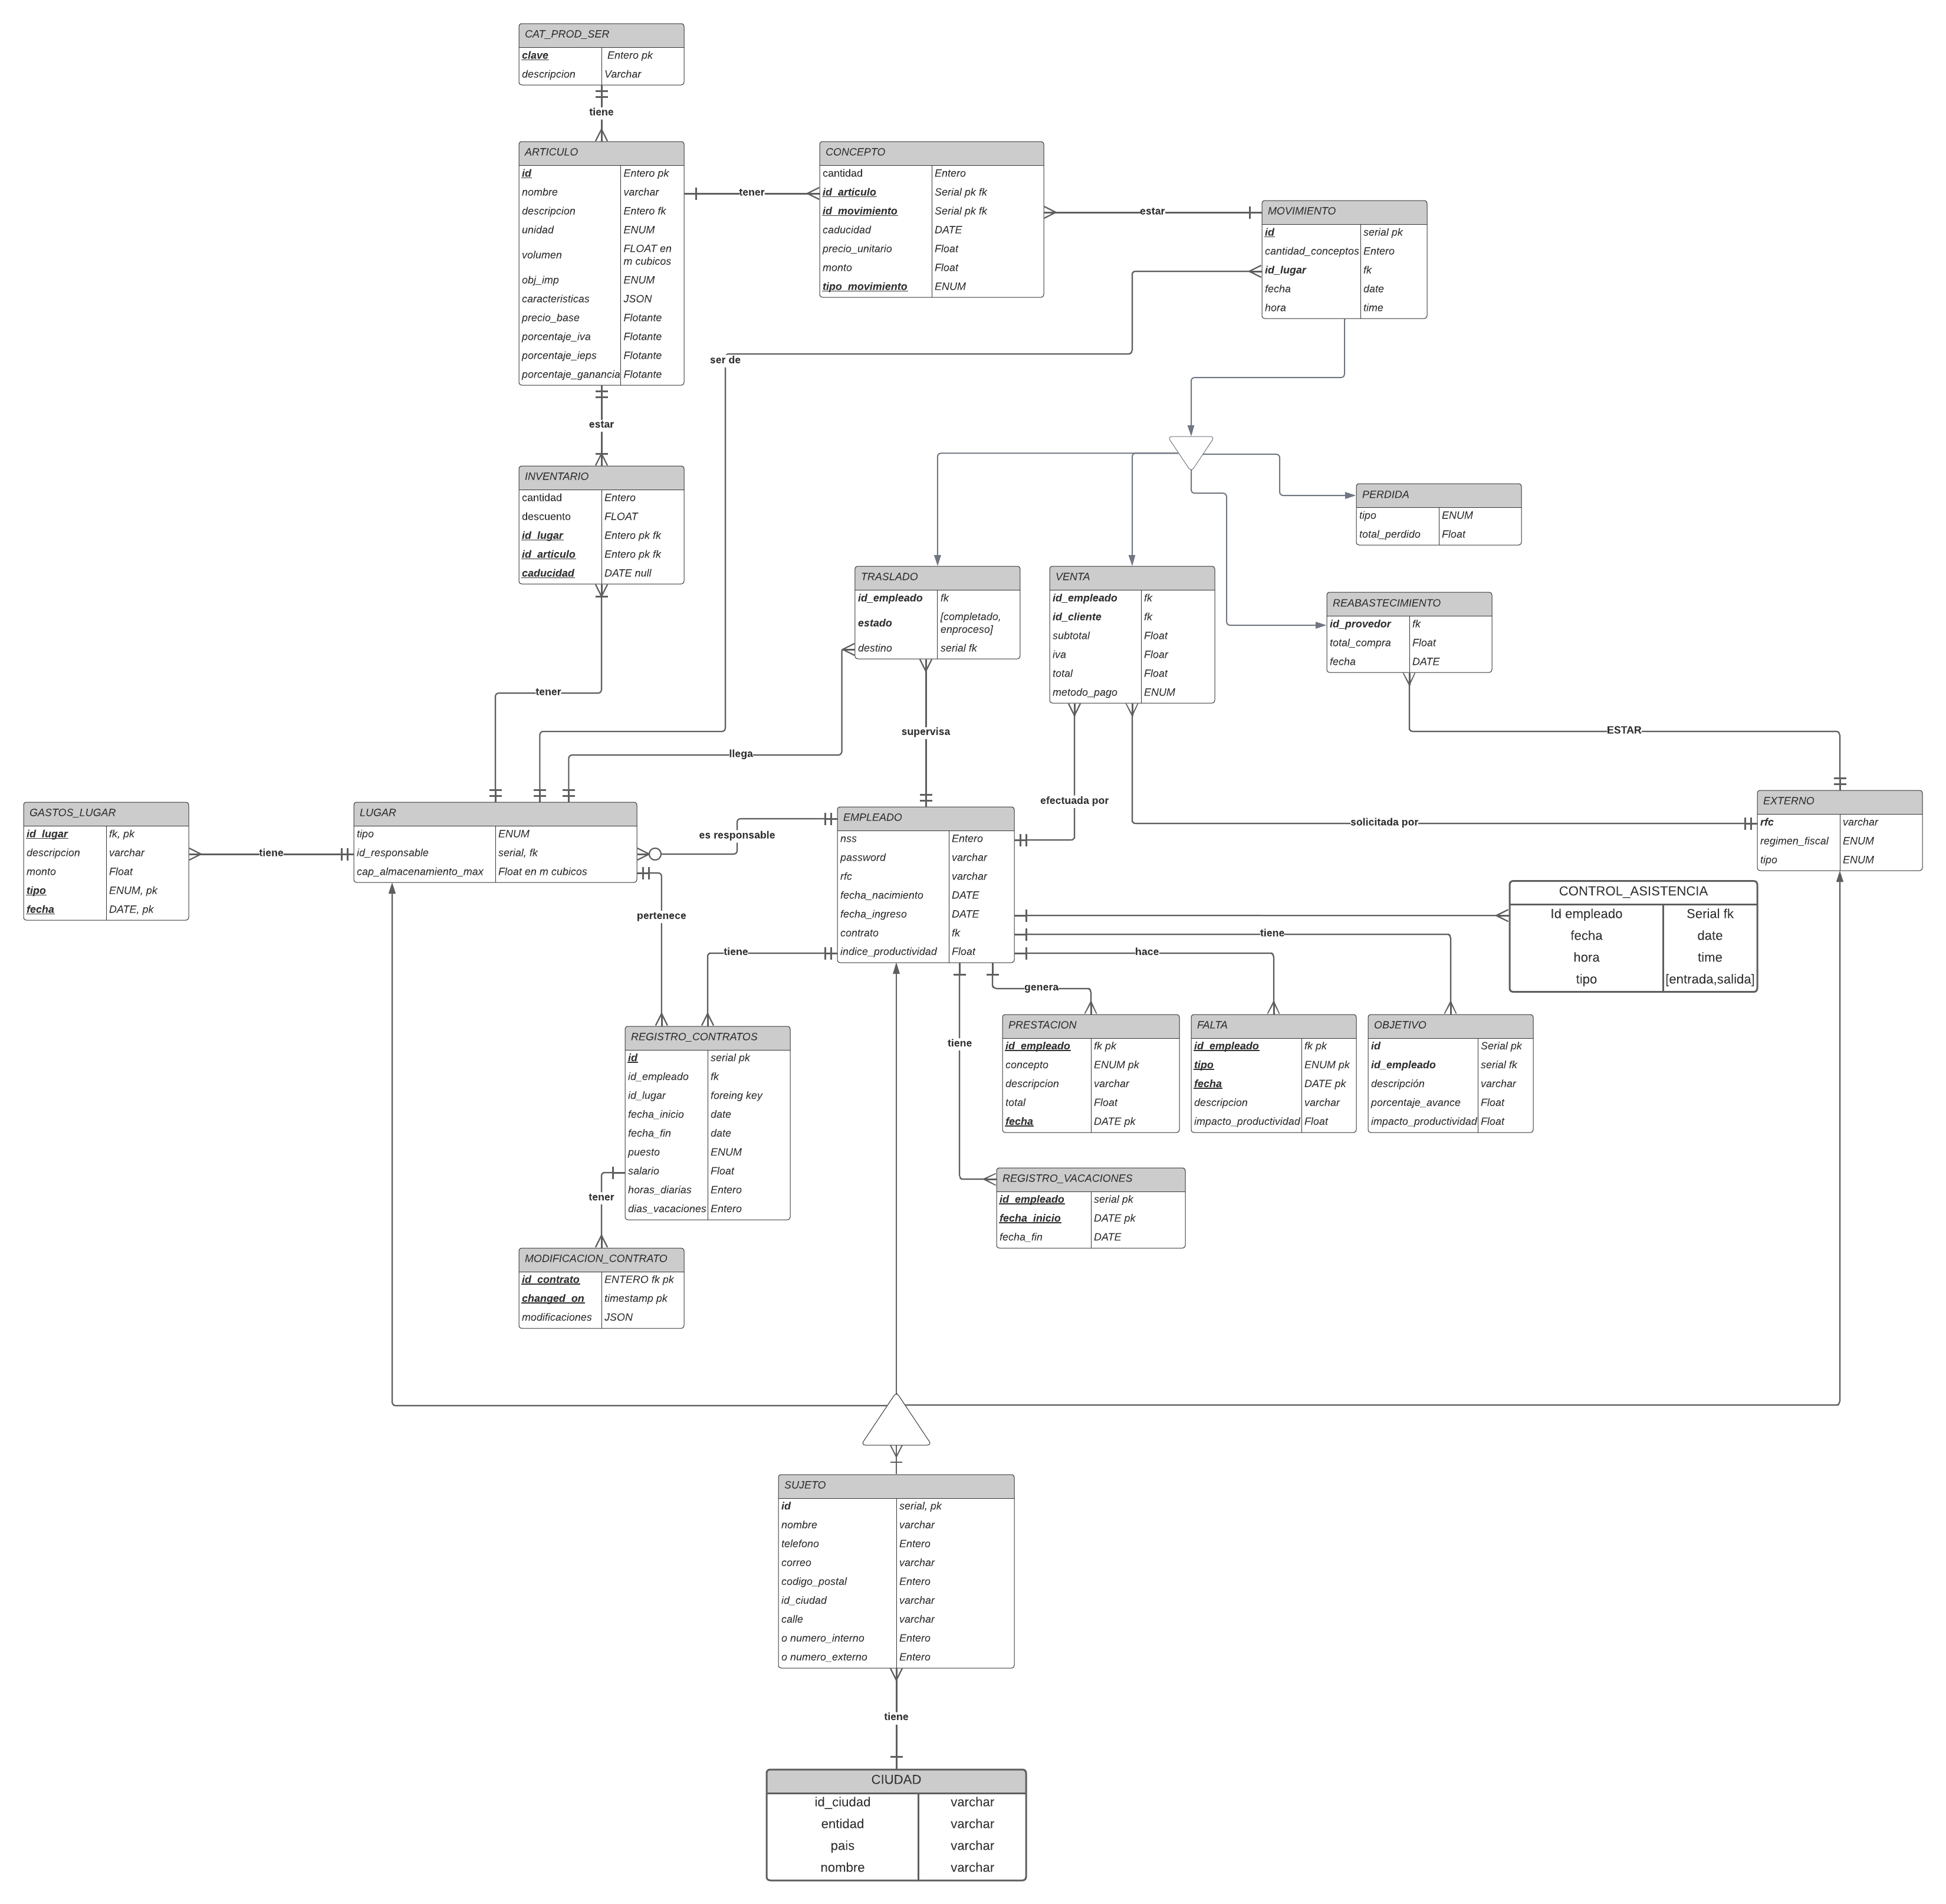 CAT_PROD_SER
clave Entero pk
descripcion Varchar
tiene
ARTICULO
id Entero pk
nombre varchar
descripcion Entero fk
unidad ENUM
volumen FLOAT en
m cubicos
obj_imp ENUM
caracteristicas JSON
precio_base Flotante
porcentaje_iva Flotante
porcentaje_ieps Flotante
porcentaje_ganancia Flotante
tener
CONCEPTO
cantidad Entero
id_articulo Serial pk fk
id_movimiento Serial pk fk
caducidad DATE
precio_unitario Float
monto Float
tipo_movimiento ENUM
estar
MOVIMIENTO
id serial pk
cantidad_conceptos Entero
id_lugar fk
fecha date
hora time
ser de
estar
INVENTARIO
cantidad Entero
descuento FLOAT
id_lugar Entero pk fk
id_articulo Entero pk fk
caducidad DATE null
PERDIDA
tipo ENUM
total_perdido Float
TRASLADO
id_empleado fk
estado [completado,
enproceso]
destino serial fk
VENTA
id_empleado fk
id_cliente fk
subtotal Float
iva Floar
total Float
metodo_pago ENUM
REABASTECIMIENTO
id_provedor fk
total_compra Float
fecha DATE
tener
llega
supervisa
ESTAR
efectuada por
solicitada por
GASTOS_LUGAR
id_lugar fk, pk
descripcion varchar
monto Float
tipo ENUM, pk
fecha DATE, pk
tiene
LUGAR
tipo ENUM
id_responsable serial, fk
cap_almacenamiento_max Float en m cubicos
es responsable
EMPLEADO
nss Entero
password varchar
rfc varchar
fecha_nacimiento DATE
fecha_ingreso DATE
contrato fk
indice_productividad Float
EXTERNO
rfc varchar
regimen_fiscal ENUM
tipo ENUM
CONTROL_ASISTENCIA
Id empleado Serial fk
fecha date
hora time
tipo [entrada,salida]
pertenece
tiene
tiene
hace
genera
tiene
REGISTRO_CONTRATOS
id serial pk
id_empleado fk
id_lugar foreing key
fecha_inicio date
fecha_fin date
puesto ENUM
salario Float
horas_diarias Entero
dias_vacaciones Entero
PRESTACION
id_empleado fk pk
concepto ENUM pk
descripcion varchar
total Float
fecha DATE pk
FALTA
id_empleado fk pk
tipo ENUM pk
fecha DATE pk
descripcion varchar
impacto_productividad Float
OBJETIVO
id Serial pk
id_empleado serial fk
descripción varchar
porcentaje_avance Float
impacto_productividad Float
REGISTRO_VACACIONES
id_empleado serial pk
fecha_inicio DATE pk
fecha_fin DATE
tener
MODIFICACION_CONTRATO
id_contrato ENTERO fk pk
changed_on timestamp pk
modificaciones JSON
SUJETO
id serial, pk
nombre varchar
telefono Entero
correo varchar
codigo_postal Entero
id_ciudad varchar
calle varchar
o numero_interno Entero
o numero_externo Entero
tiene
CIUDAD
id_ciudad varchar
entidad varchar
pais varchar
nombre varchar